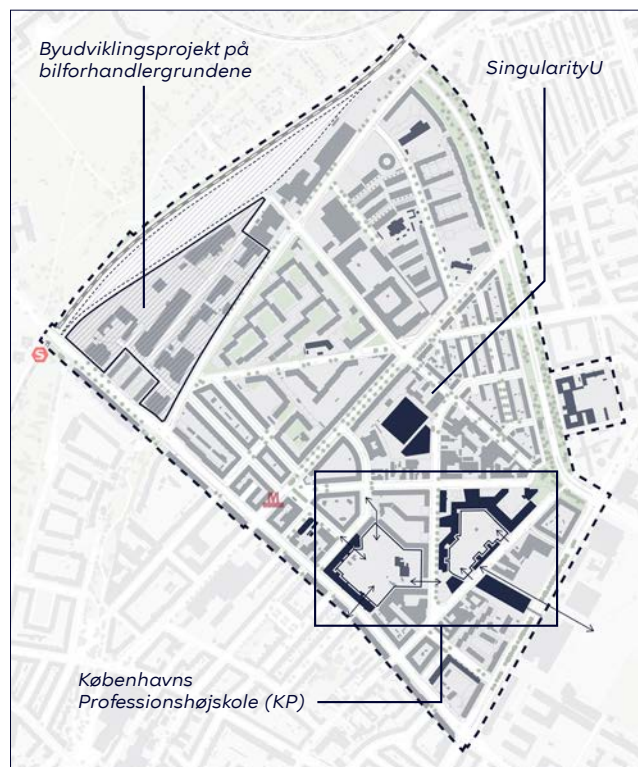 Byudviklingsprojekt på
bilforhandlergrundene
SingularityU
S
M
Københavns
Professionshøjskole (KP)